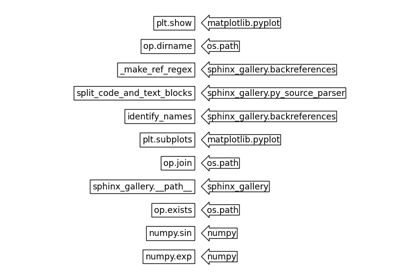 plt.show matplotlib.pyplot
op.dirname os.path
_make_ref_regex sphinx_gallery.backreferences
split_code_and_text_blocks sphinx_gallery.py_source_parser
identify_names sphinx_gallery.backreferences
plt.subplots matplotlib.pyplot
op.join os.path
sphinx_gallery.__path__ sphinx_gallery
op.exists os.path
numpy.sin numpy
numpy.exp numpy